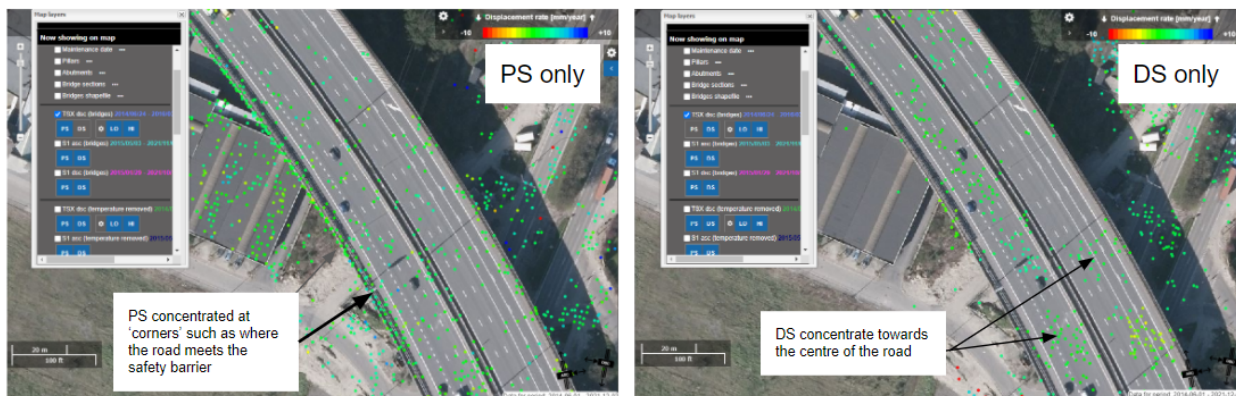 Map layers
Now showing on map
Maintenance date
Pillars
Abutments
Bridge sections
Bridges shapefile
TSX dsc (bridges)
PS DS LO HI
S1 asc (bridges)
PS DS
S1 dsc (bridges)
PS DS
TSX dsc (temperature removed)
PS DS LO HI
S1 asc (temperature removed)
PS DS
Displacement rate [mm/year]
-10 +10
PS only
PS concentrated at
‘corners’ such as where
the road meets the
safety barrier
20 m
100 ft
Map layers
Now showing on map
Maintenance date
Pillars
Abutments
Bridge sections
Bridges shapefile
TSX dsc (bridges)
PS DS LO HI
S1 asc (bridges)
PS DS
S1 dsc (bridges)
PS DS
TSX dsc (temperature removed)
PS DS LO HI
S1 asc (temperature removed)
PS DS
Displacement rate [mm/year]
-10 +10
DS only
DS concentrate towards
the centre of the road
20 m
100 ft